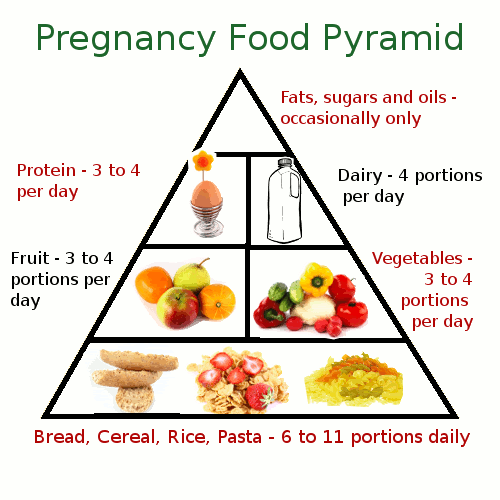 Pregnancy Food Pyramid
Fats, sugars and oils -
occasionally only
Protein - 3 to 4
per day
Dairy - 4 portions
per day
Fruit - 3 to 4
portions per
day
Vegetables -
3 to 4
portions
per day
Bread, Cereal, Rice, Pasta - 6 to 11 portions daily